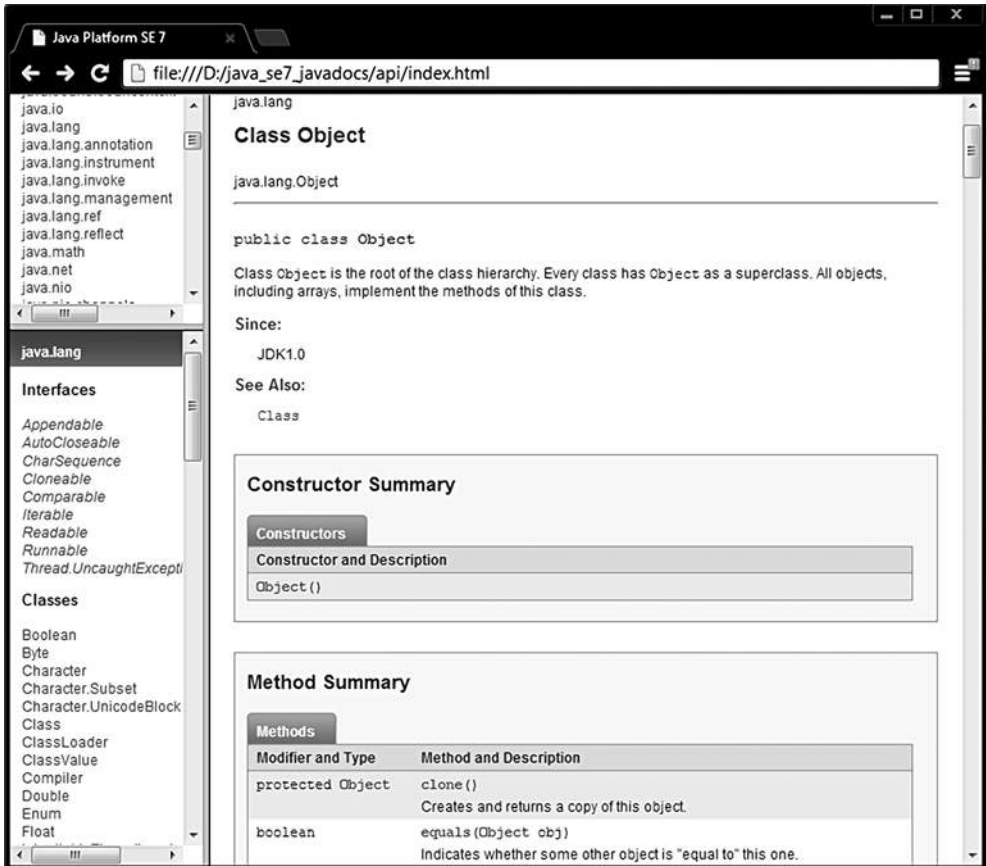 Java Platform SE 7
file:///D:/java_se7_javadocs/api/index.html
java.io
java.lang
java.lang.annotation
java.lang.instrument
java.lang.invoke
java.lang.management
java.lang.ref
java.lang.reflect
java.math
java.net
java.nio
java.lang
Interfaces
Appendable
AutoCloseable
CharSequence
Cloneable
Comparable
Iterable
Readable
Runnable
Thread.UncaughtExcepti
Classes
Boolean
Byte
Character
Character.Subset
Character.UnicodeBlock
Class
ClassLoader
ClassValue
Compiler
Double
Enum
Float
java.lang
Class Object
java.lang.Object
public class Object
Class Object is the root of the class hierarchy. Every class has Object as a superclass. All objects,
including arrays, implement the methods of this class.
Since:
JDK1.0
See Also:
Class
Constructor Summary
Constructors
Constructor and Description
Object()
Method Summary
Methods
Modifier and Type Method and Description
protected Object clone()
Creates and returns a copy of this object.
boolean equals(Object obj)
Indicates whether some other object is "equal to" this one.